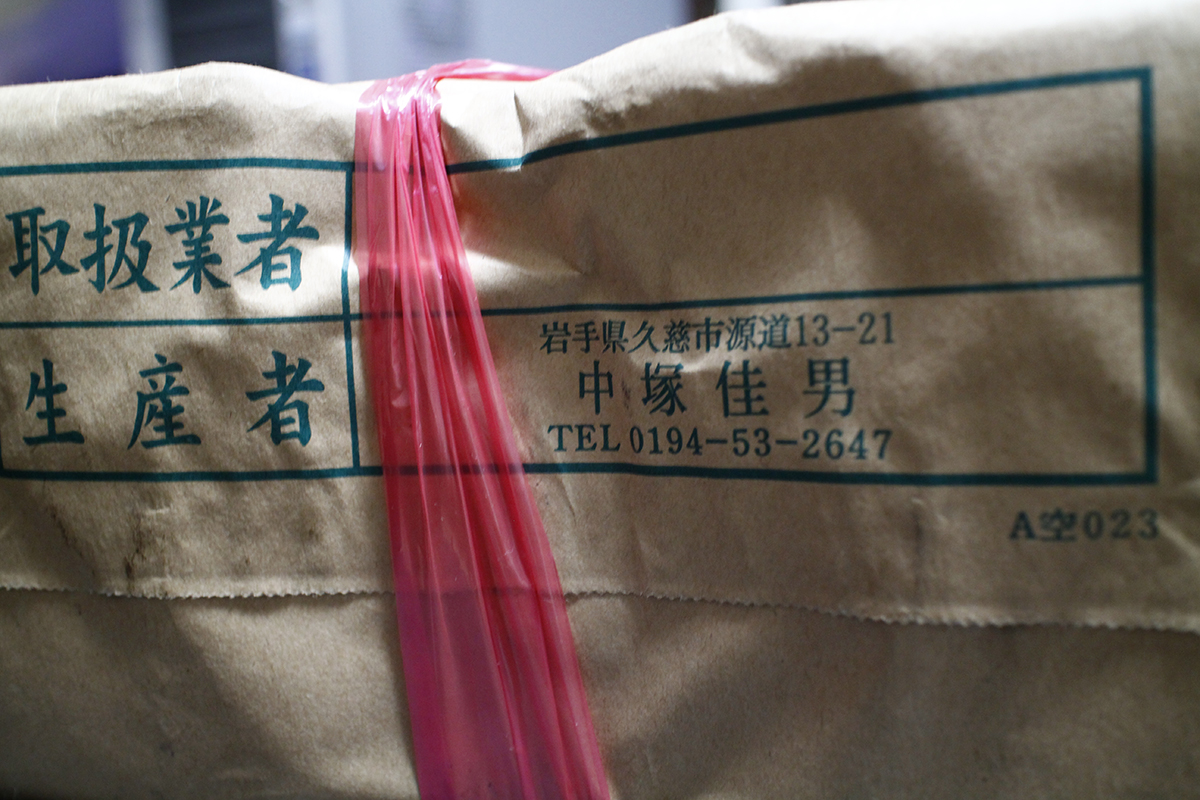 取扱業者
生産者
岩手県久慈市源道13-21
中塚佳男
TEL 0194-53-2647
A空023